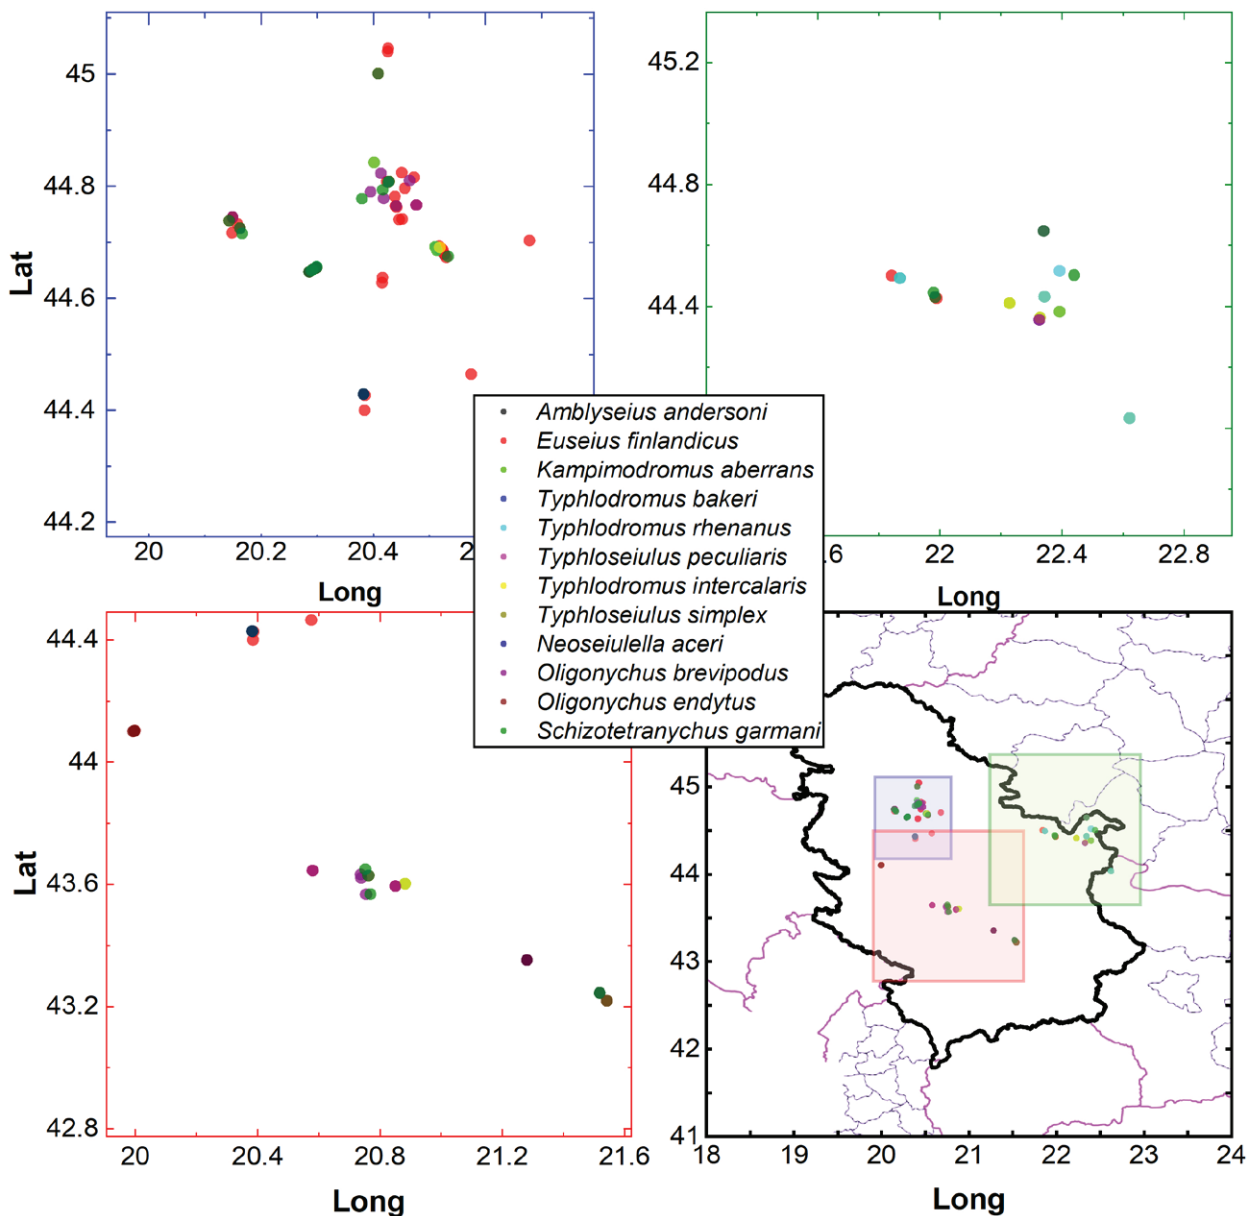 45
44.8
44.6
44.4
44.2
Lat
20
20.2
20.4
Long
45.2
44.8
44.4
22
22.4
22.8
Long
Amblyseius andersoni
Euseius finlandicus
Kampimodromus aberrans
Typhlodromus bakeri
Typhlodromus rhenanus
Typhloseiulus peculiaris
Typhlodromus intercalaris
Typhloseiulus simplex
Neoseiulella aceri
Oligonychus brevipodus
Oligonychus endytus
Schizotetranychus garmani
44.4
44
43.6
43.2
42.8
Lat
20
20.4
20.8
21.2
21.6
Long
45
44
43
42
41
18
19
20
21
22
23
24
Long